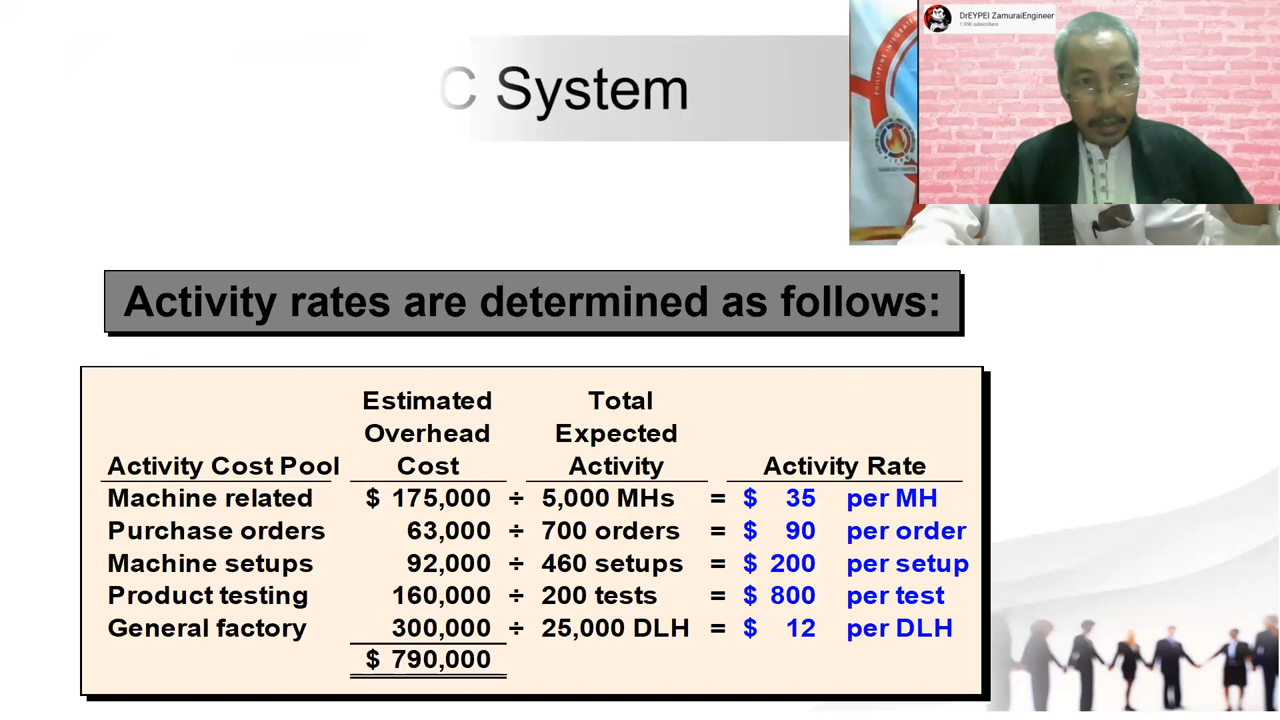 C System
DrEYPEI ZamuraiEngineer
Activity rates are determined as follows:
Estimated Total
Overhead Expected
Activity Cost Pool Cost Activity Activity Rate
Machine related $ 175,000 ÷ 5,000 MHs = $ 35 per MH
Purchase orders 63,000 ÷ 700 orders = $ 90 per order
Machine setups 92,000 ÷ 460 setups = $ 200 per setup
Product testing 160,000 ÷ 200 tests = $ 800 per test
General factory 300,000 ÷ 25,000 DLH = $ 12 per DLH
$ 790,000